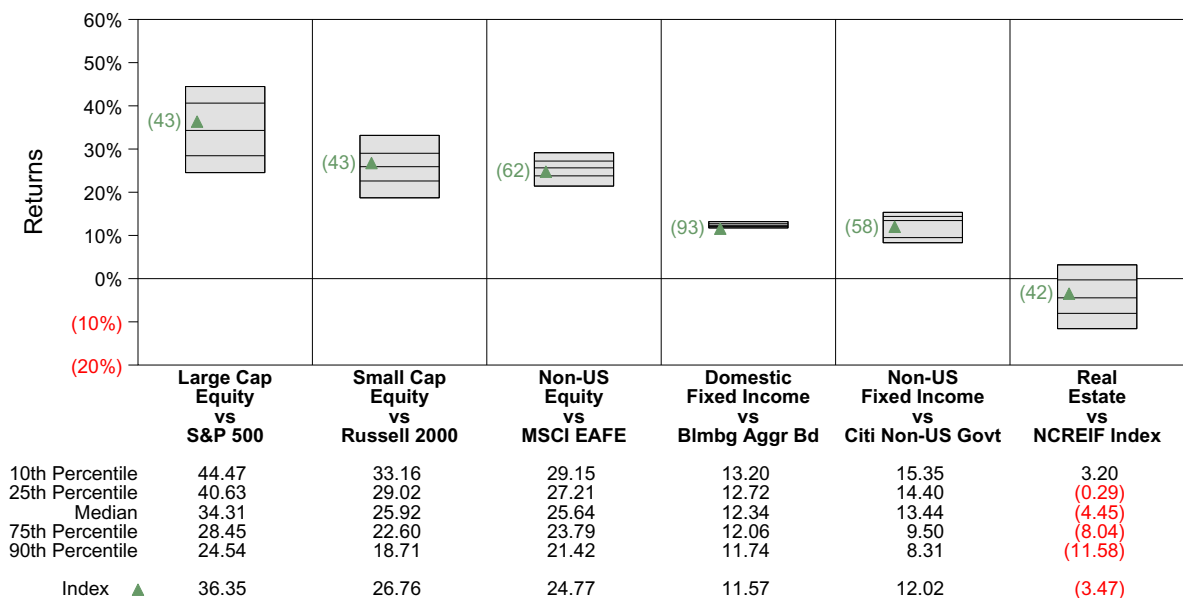 60%
50%
40%
30%
20%
10%
0%
(10%)
(20%)
Returns
(43)
(43)
(62)
(93)
(58)
(42)
Large Cap
Equity
vs
S&P 500
Small Cap
Equity
vs
Russell 2000
Non-US
Equity
vs
MSCI EAFE
Domestic
Fixed Income
vs
Blmbg Aggr Bd
Non-US
Fixed Income
vs
Citi Non-US Govt
Real
Estate
vs
NCREIF Index
10th Percentile 44.47 33.16 29.15 13.20 15.35 3.20
25th Percentile 40.63 29.02 27.21 12.72 14.40 (0.29)
Median 34.31 25.92 25.64 12.34 13.44 (4.45)
75th Percentile 28.45 22.60 23.79 12.06 9.50 (8.04)
90th Percentile 24.54 18.71 21.42 11.74 8.31 (11.58)
Index 36.35 26.76 24.77 11.57 12.02 (3.47)